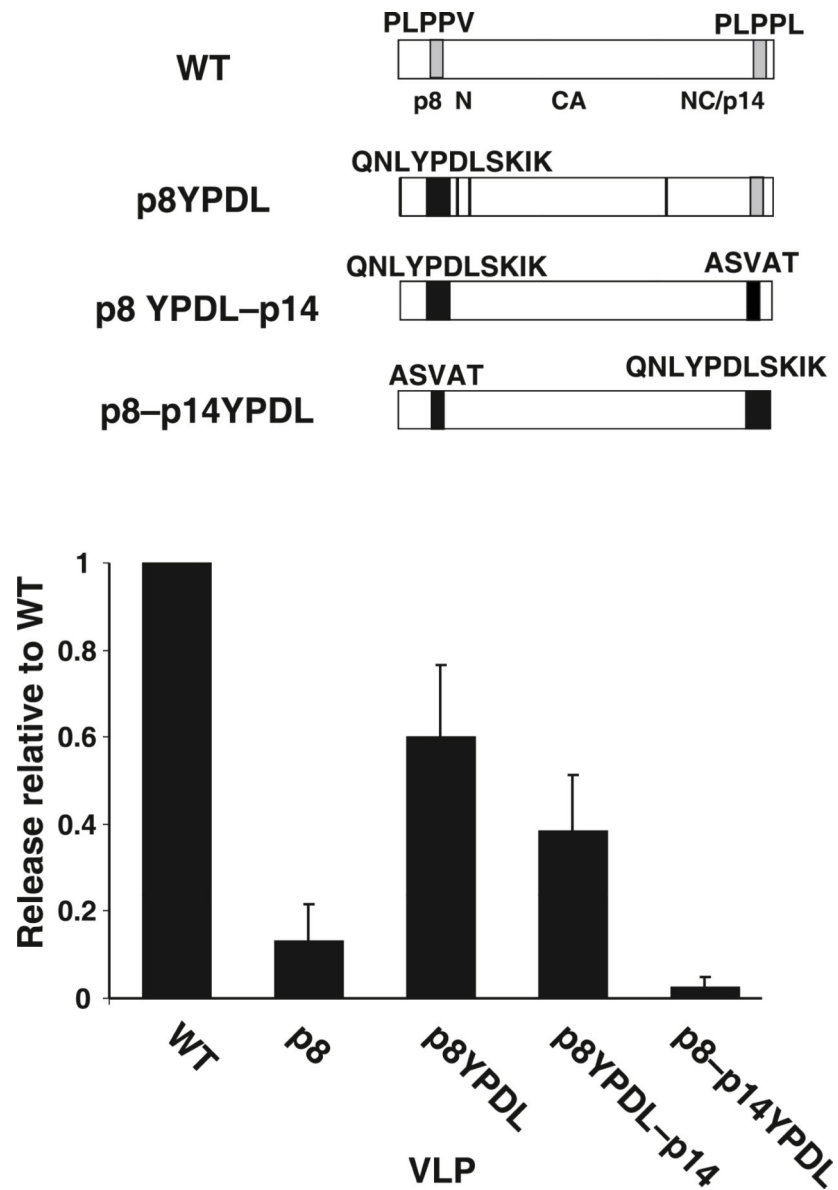 PLPPV PLPPL
WT
p8 N CA NC/p14
QNLYPDLSKIK
p8YPDL
QNLYPDLSKIK ASVAT
p8 YPDL–p14
ASVAT QNLYPDLSKIK
p8–p14YPDL
Release relative to WT
1
0.8
0.6
0.4
0.2
0
WT p8 p8YPDL p8YPDL–p14 p8–p14YPDL
VLP